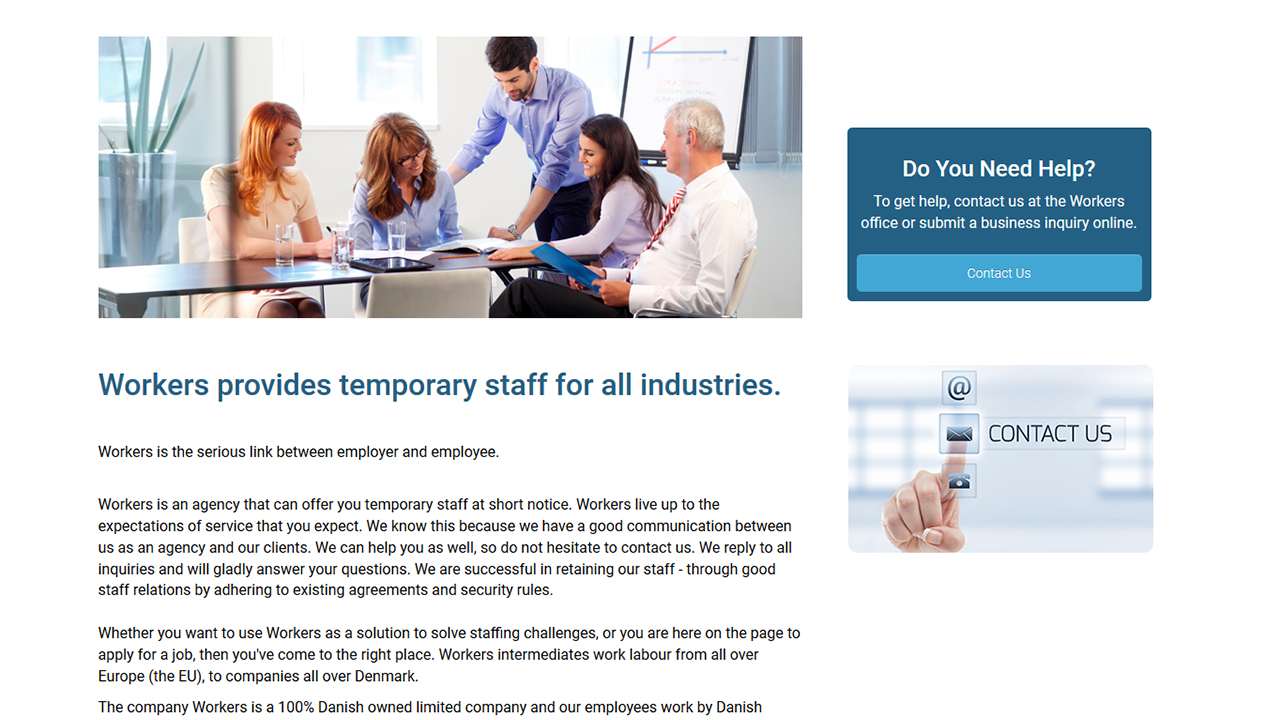 Do You Need Help?
To get help, contact us at the Workers
office or submit a business inquiry online.
Contact Us
Workers provides temporary staff for all industries.
@
CONTACT US
Workers is the serious link between employer and employee.
Workers is an agency that can offer you temporary staff at short notice. Workers live up to the
expectations of service that you expect. We know this because we have a good communication between
us as an agency and our clients. We can help you as well, so do not hesitate to contact us. We reply to all
inquiries and will gladly answer your questions. We are successful in retaining our staff - through good
staff relations by adhering to existing agreements and security rules.
Whether you want to use Workers as a solution to solve staffing challenges, or you are here on the page to
apply for a job, then you've come to the right place. Workers intermediates work labour from all over
Europe (the EU), to companies all over Denmark.
The company Workers is a 100% Danish owned limited company and our employees work by Danish